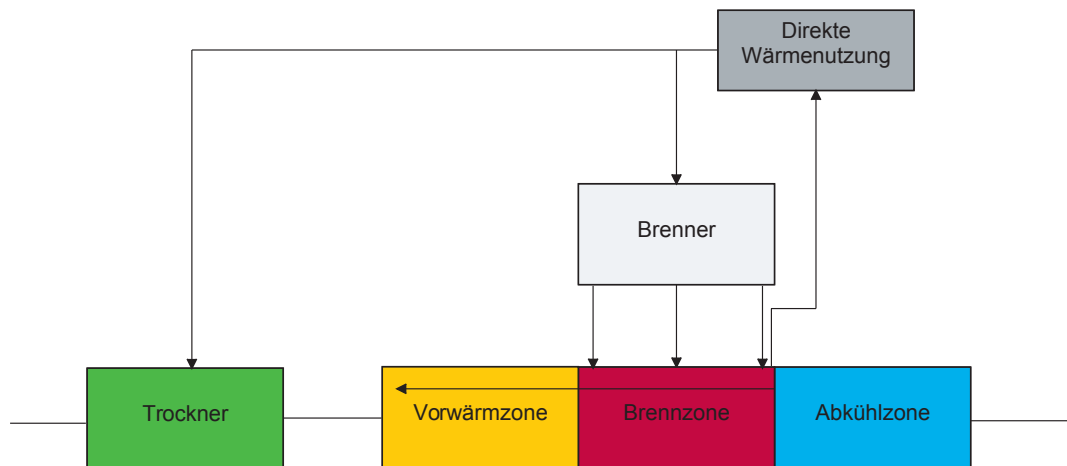 Direkte
Wärmenutzung
Brenner
Trockner
Vorwärmzone
Brennzone
Abkühlzone